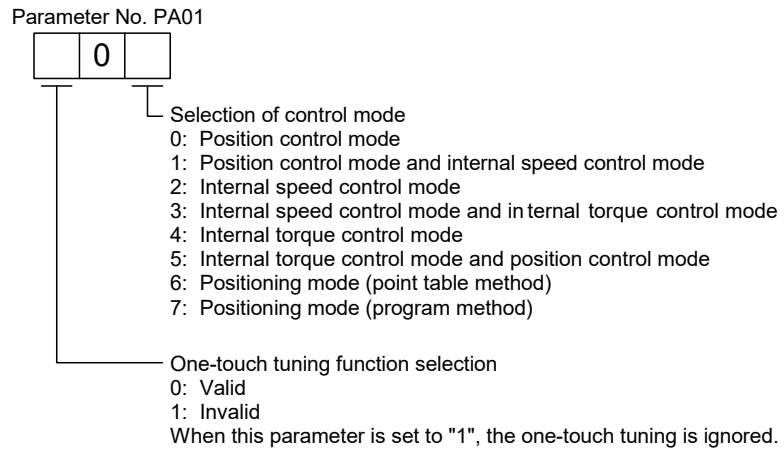 Parameter No. PA01
0
Selection of control mode
0: Position control mode
1: Position control mode and internal speed control mode
2: Internal speed control mode
3: Internal speed control mode and in ternal torque control mode
4: Internal torque control mode
5: Internal torque control mode and position control mode
6: Positioning mode (point table method)
7: Positioning mode (program method)
One-touch tuning function selection
0: Valid
1: Invalid
When this parameter is set to "1", the one-touch tuning is ignored.